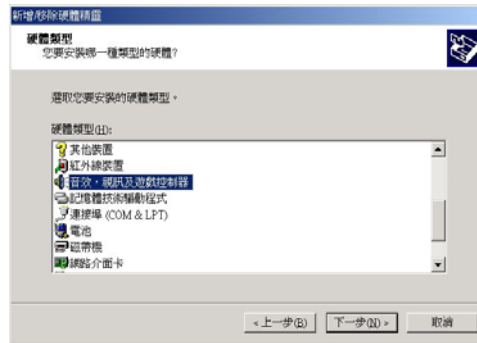 新增/移除硬體精靈
硬體類型
您要安裝哪一種類型的硬體?
選取您要安裝的硬體類型。
硬體類型(H):
其他裝置
紅外線裝置
音效，視訊及遊戲控制器
記憶體技術驅動程式
連接埠 (COM & LPT)
電池
磁帶機
網路介面卡
<上一步(B)
下一步(N)>
取消